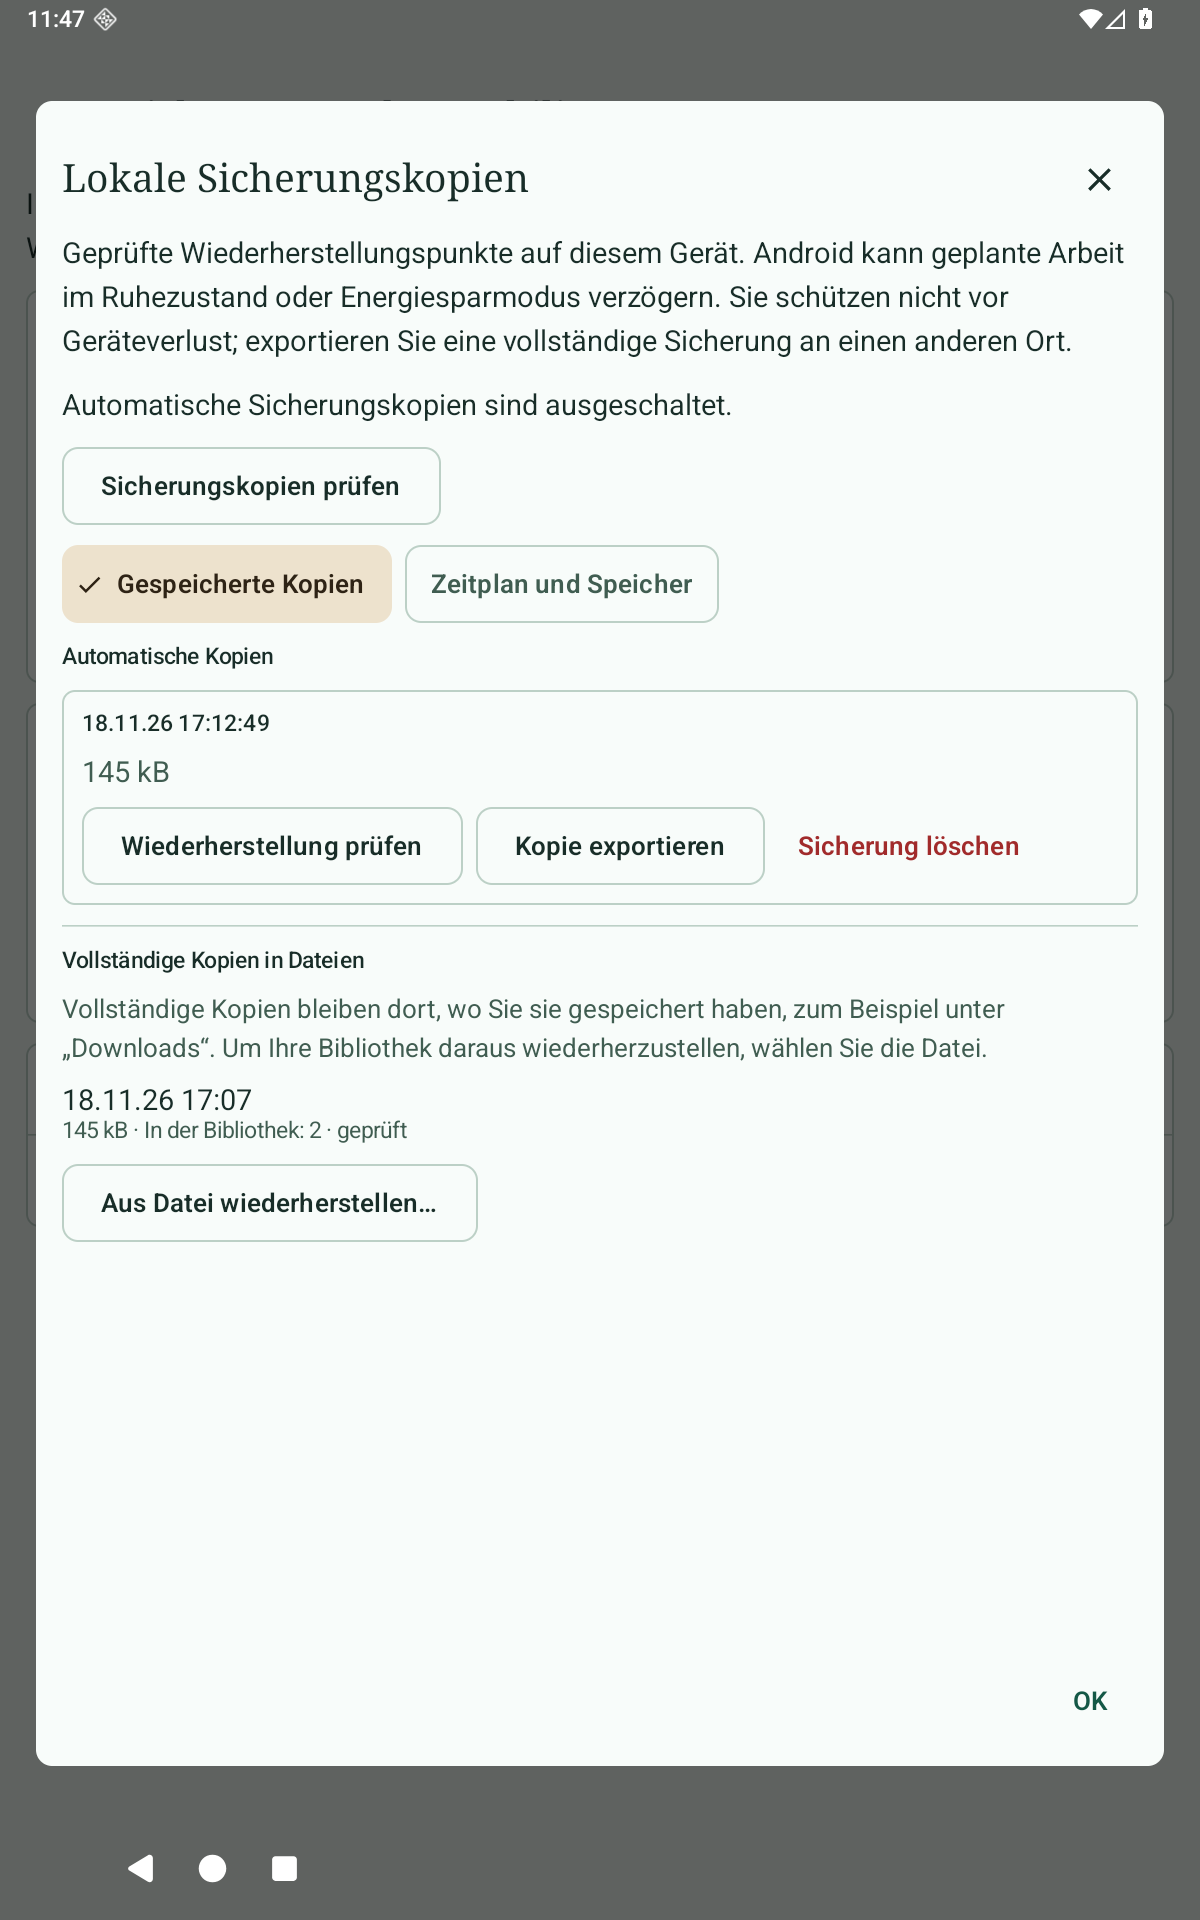 11:47
Lokale Sicherungskopien
Geprüfte Wiederherstellungspunkte auf diesem Gerät. Android kann geplante Arbeit
im Ruhezustand oder Energiesparmodus verzögern. Sie schützen nicht vor
Geräteverlust; exportieren Sie eine vollständige Sicherung an einen anderen Ort.
Automatische Sicherungskopien sind ausgeschaltet.
Sicherungskopien prüfen
Gespeicherte Kopien
Zeitplan und Speicher
Automatische Kopien
18.11.26 17:12:49
145 kB
Wiederherstellung prüfen
Kopie exportieren
Sicherung löschen
Vollständige Kopien in Dateien
Vollständige Kopien bleiben dort, wo Sie sie gespeichert haben, zum Beispiel unter
„Downloads“. Um Ihre Bibliothek daraus wiederherzustellen, wählen Sie die Datei.
18.11.26 17:07
145 kB · In der Bibliothek: 2 · geprüft
Aus Datei wiederherstellen…
OK